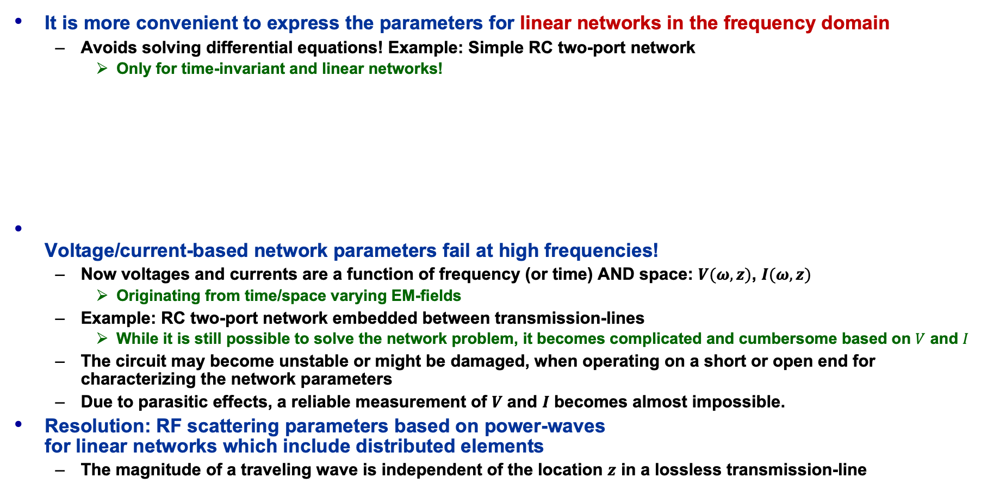 • It is more convenient to express the parameters for linear networks in the frequency domain
– Avoids solving differential equations! Example: Simple RC two-port network
➢ Only for time-invariant and linear networks!
•
Voltage/current-based network parameters fail at high frequencies!
– Now voltages and currents are a function of frequency (or time) AND space: V(ω, z), I(ω, z)
➢ Originating from time/space varying EM-fields
– Example: RC two-port network embedded between transmission-lines
➢ While it is still possible to solve the network problem, it becomes complicated and cumbersome based on V and I
– The circuit may become unstable or might be damaged, when operating on a short or open end for
characterizing the network parameters
– Due to parasitic effects, a reliable measurement of V and I becomes almost impossible.
• Resolution: RF scattering parameters based on power-waves
for linear networks which include distributed elements
– The magnitude of a traveling wave is independent of the location z in a lossless transmission-line